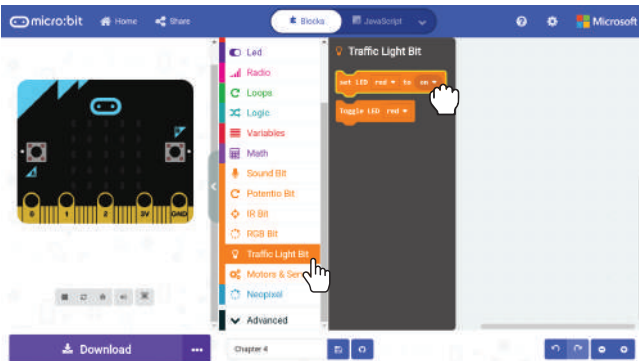 micro:bit Home Share Blocks JavaScript Microsoft
Led
Radio
Loops
Logic
Variables
Math
Sound Bit
Potentio Bit
IR Bit
RGB Bit
Traffic Light Bit
Motors & Ser
Neopixel
Advanced
Traffic Light Bit
set LED red to on
Toggle LED red
0 1 2 3V GND
Download
Chapter 4